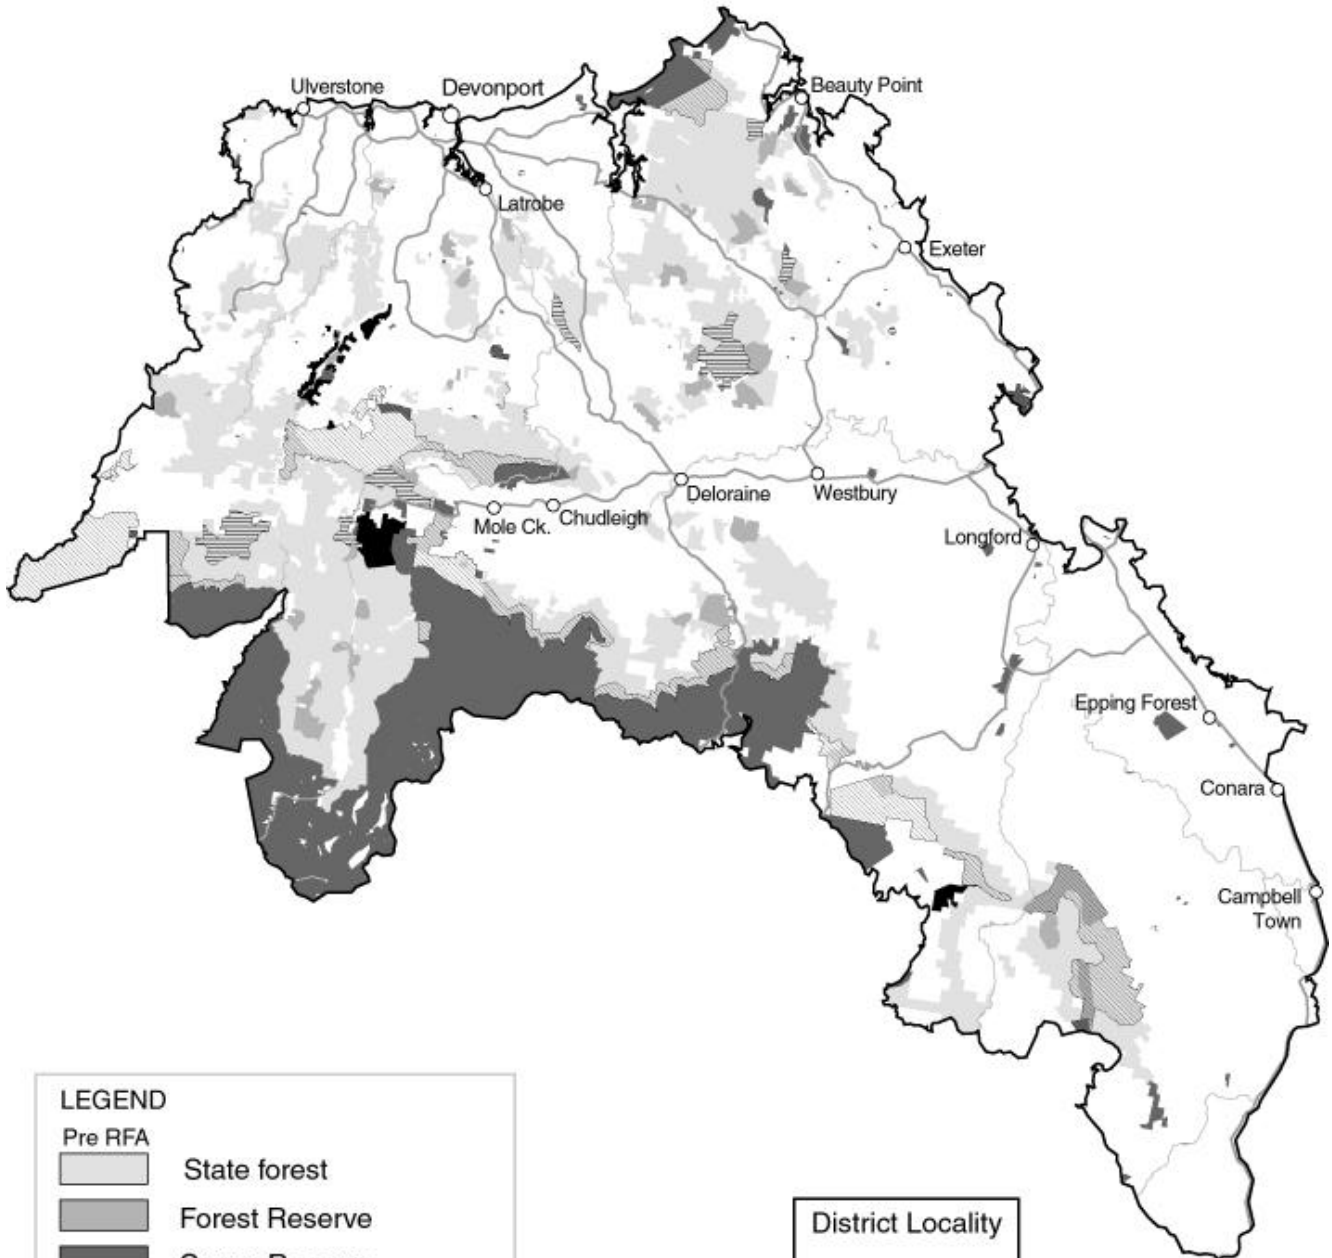 Ulverstone
Devonport
Beauty Point
Latrobe
Exeter
Deloraine
Westbury
Mole Ck.
Chudleigh
Longford
Epping Forest
Conara
Campbell
Town
LEGEND
Pre RFA
State forest
Forest Reserve
District Locality